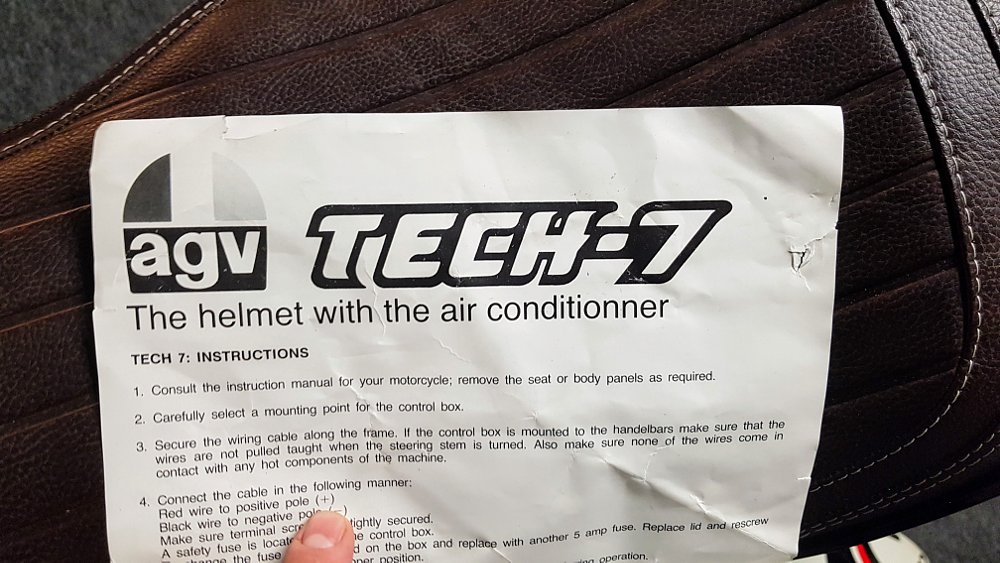 agv TECH-7
The helmet with the air conditionner
TECH 7: INSTRUCTIONS
1. Consult the instruction manual for your motorcycle; remove the seat or body panels as required.
2. Carefully select a mounting point for the control box.
3. Secure the wiring cable along the frame. If the control box is mounted to the handelbars make sure that the
wires are not pulled taught when the steering stem is turned. Also make sure none of the wires come in
contact with any hot components of the machine.
4. Connect the cable in the following manner:
Red wire to positive pole (+)
Black wire to negative
Make sure terminal tightly secured.
A safety fuse is control box.
the fuse on the box and replace with another 5 amp fuse. Replace lid and rescrew
position. operation.